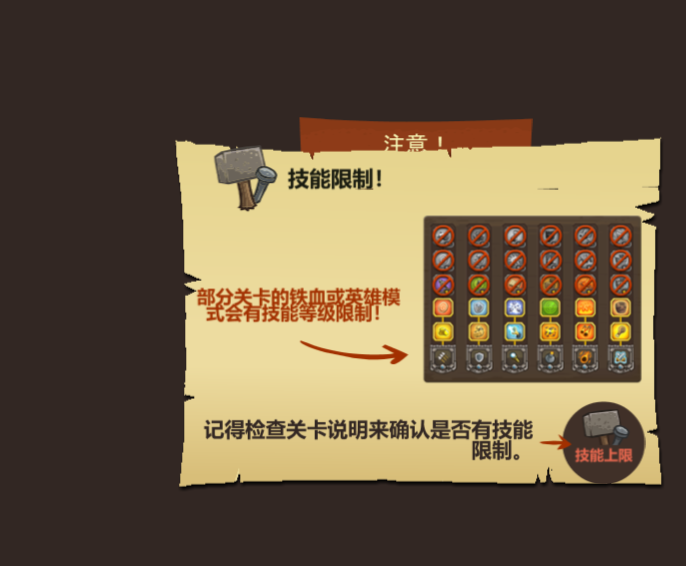 注意！
技能限制！
部分关卡的铁血或英雄模
式会有技能等级限制！
记得检查关卡说明来确认是否有技能
限制。
技能上限